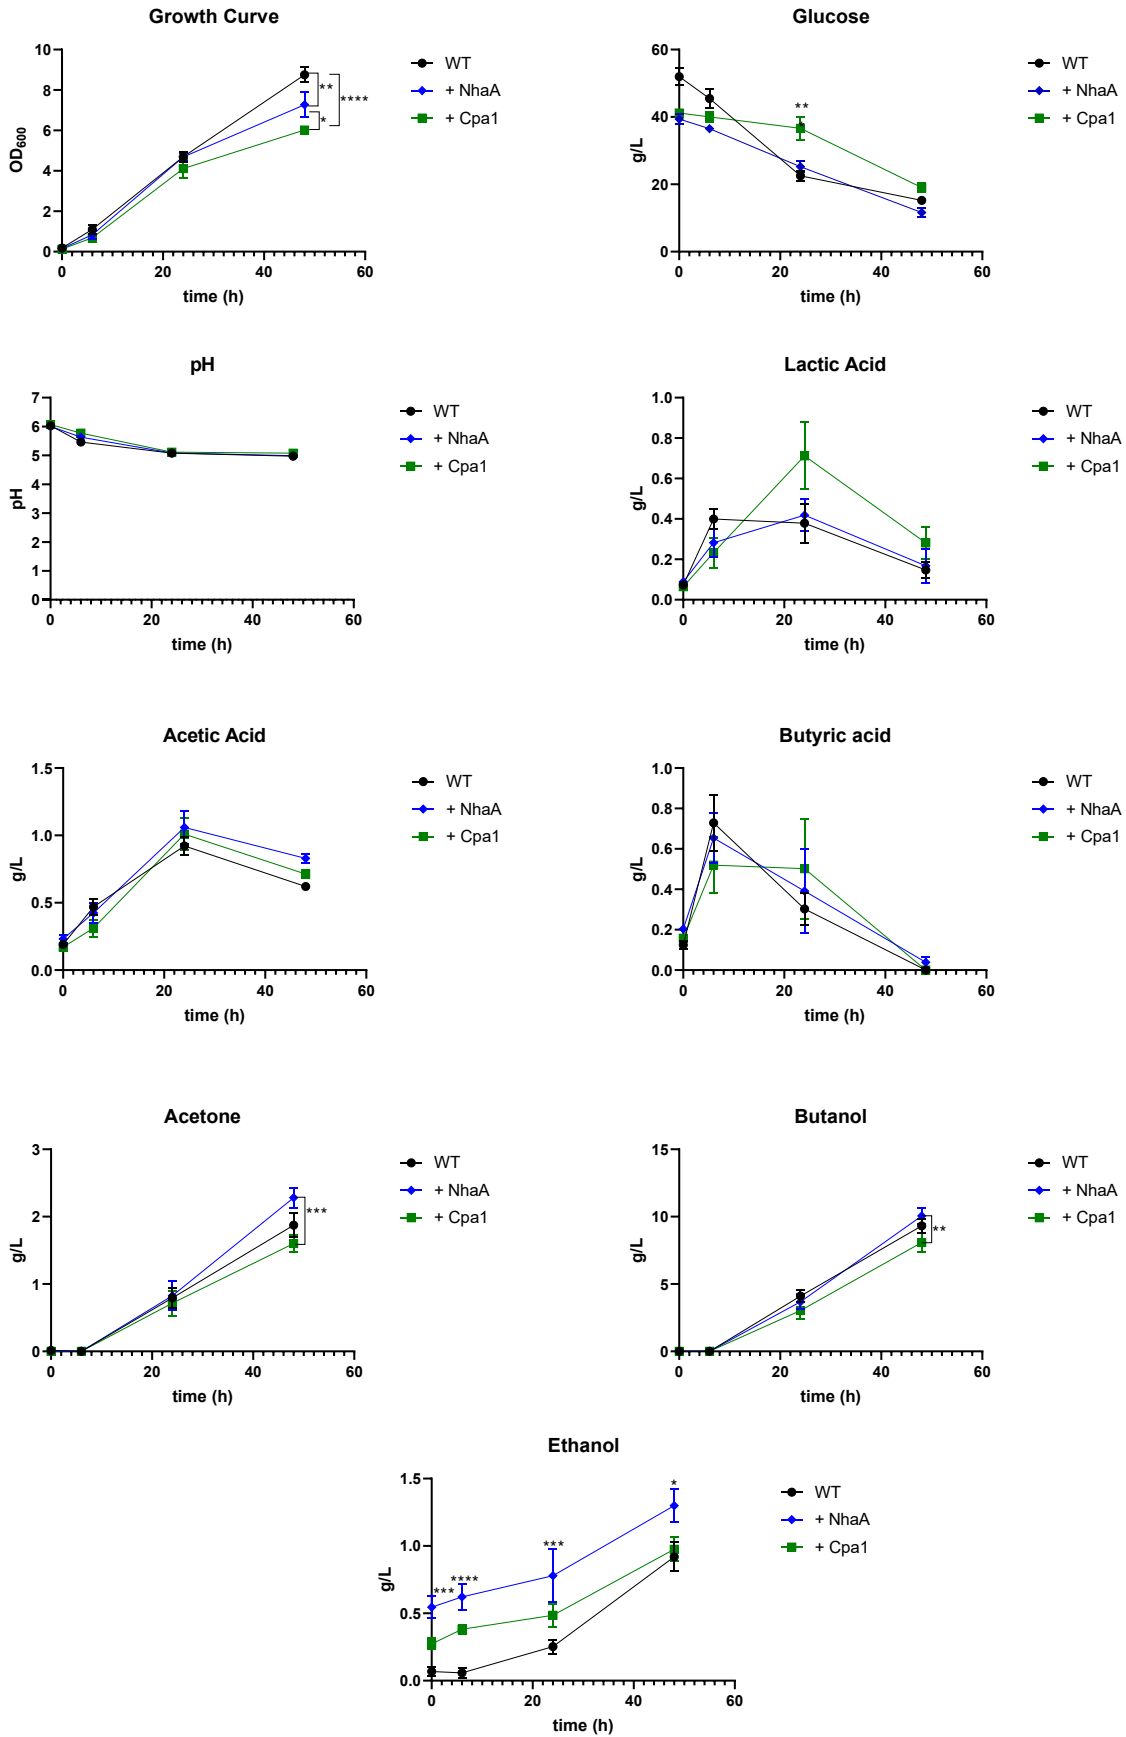 Growth Curve
10
8
6
4
2
0
OD600
0 20 40 60
time (h)
**
****
*
WT
+ NhaA
+ Cpa1
Glucose
60
40
20
0
g/L
0 20 40 60
time (h)
**
*
WT
+ NhaA
+ Cpa1
pH
7
6
5
4
3
2
1
0
pH
0 20 40 60
time (h)
WT
+ NhaA
+ Cpa1
Lactic Acid
1.0
0.8
0.6
0.4
0.2
0.0
g/L
0 20 40 60
time (h)
WT
+ NhaA
+ Cpa1
Acetic Acid
1.5
1.0
0.5
0.0
g/L
0 20 40 60
time (h)
WT
+ NhaA
+ Cpa1
Butyric acid
1.0
0.8
0.6
0.4
0.2
0.0
g/L
0 20 40 60
time (h)
WT
+ NhaA
+ Cpa1
Acetone
3
2
1
0
g/L
0 20 40 60
time (h)
***
WT
+ NhaA
+ Cpa1
Butanol
15
10
5
0
g/L
0 20 40 60
time (h)
**
WT
+ NhaA
+ Cpa1
Ethanol
1.5
1.0
0.5
0.0
g/L
0 20 40 60
time (h)
***
****
***
*
WT
+ NhaA
+ Cpa1